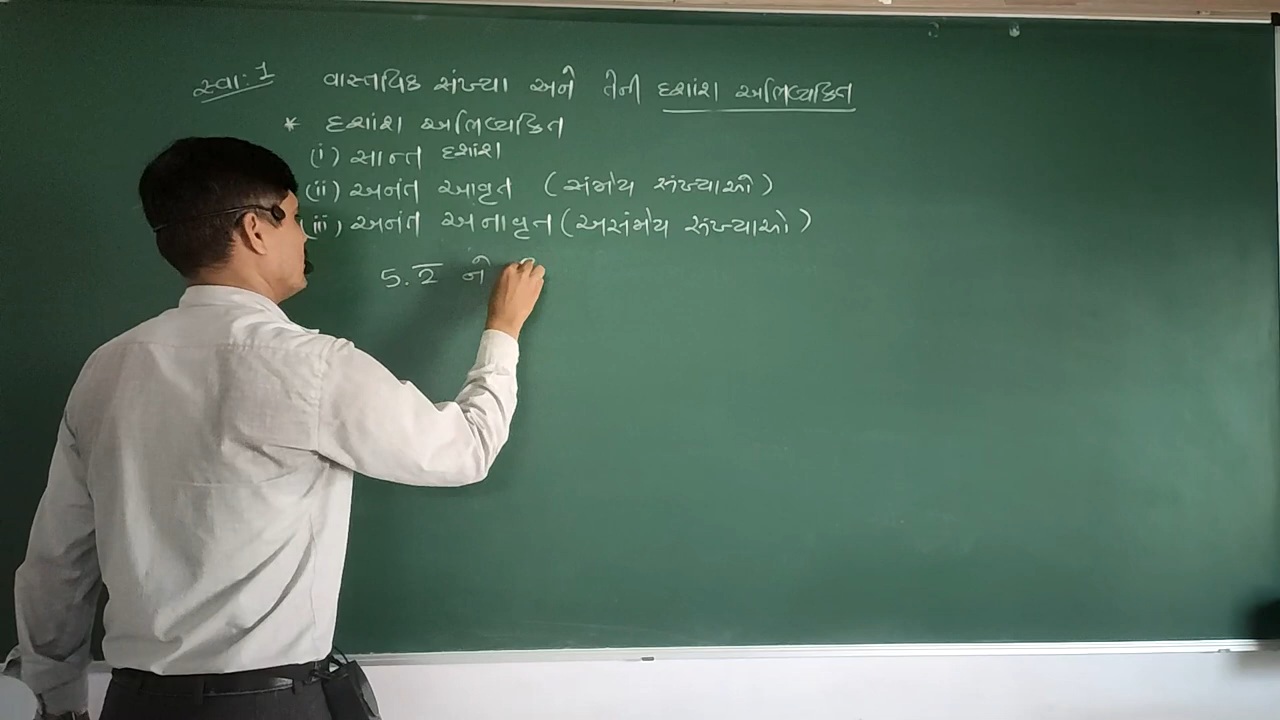 સ્વા: 1 વાસ્તવિક સંખ્યા અને તેની દશાંશ અભિવ્યક્તિ
* દશાંશ અભિવ્યક્તિ
(i) સાન્ત દશાંશ
(ii) અનંત આવૃત (સંમેય સંખ્યાઓ)
(iii) અનંત અનાવૃત (અસંમેય સંખ્યાઓ)
5.2̅ ને